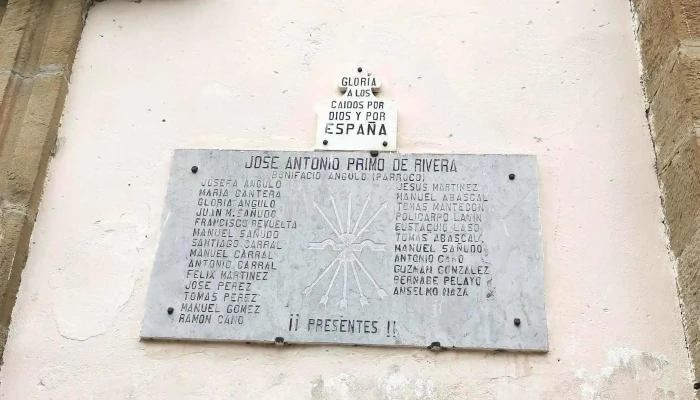 GLORIA
A LOS
CAIDOS POR
DIOS Y POR
ESPAÑA
JOSE ANTONIO PRIMO DE RIVERA
BONIFACIO ANGULO (PARROCO)
JOSEFA ANGULO
MARIA CANTERA
GLORIA ANGULO
JUAN M. SAÑUDO
FRANCISCO REVUELTA
MANUEL SAÑUDO
SANTIAGO CARRAL
MANUEL CARRAL
ANTONIO CARRAL
FELIX MARTINEZ
JOSE PEREZ
TOMAS PEREZ
MANUEL GOMEZ
RAMON CANO
JESUS MARTINEZ
MANUEL ABASCAL
TOMAS MANTECON
POLICARPO LAVIN
EUSTAQUIO LASO
TOMAS ABASCAL
MANUEL SAÑUDO
ANTONIO CANO
GUZMAN GONZALEZ
BERNABE PELAYO
ANSELMO MAZA
¡¡ PRESENTES !!